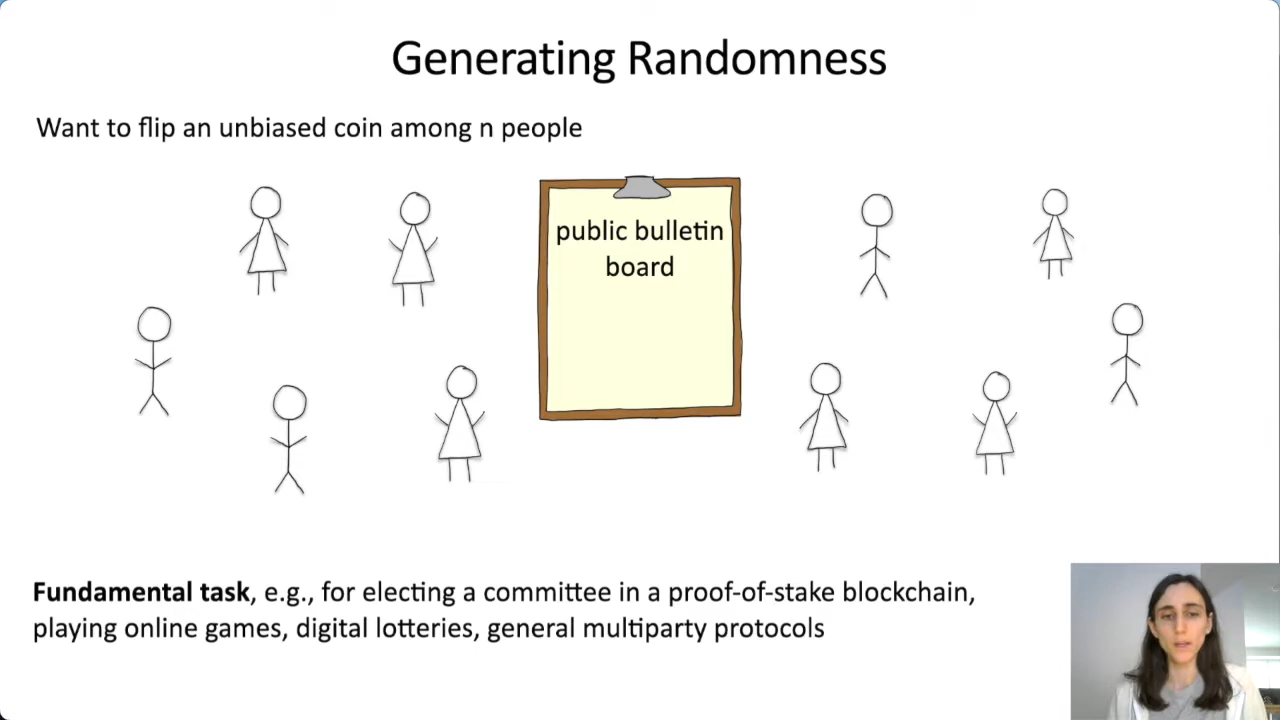 Generating Randomness
Want to flip an unbiased coin among n people
public bulletin
board
Fundamental task, e.g., for electing a committee in a proof-of-stake blockchain,
playing online games, digital lotteries, general multiparty protocols